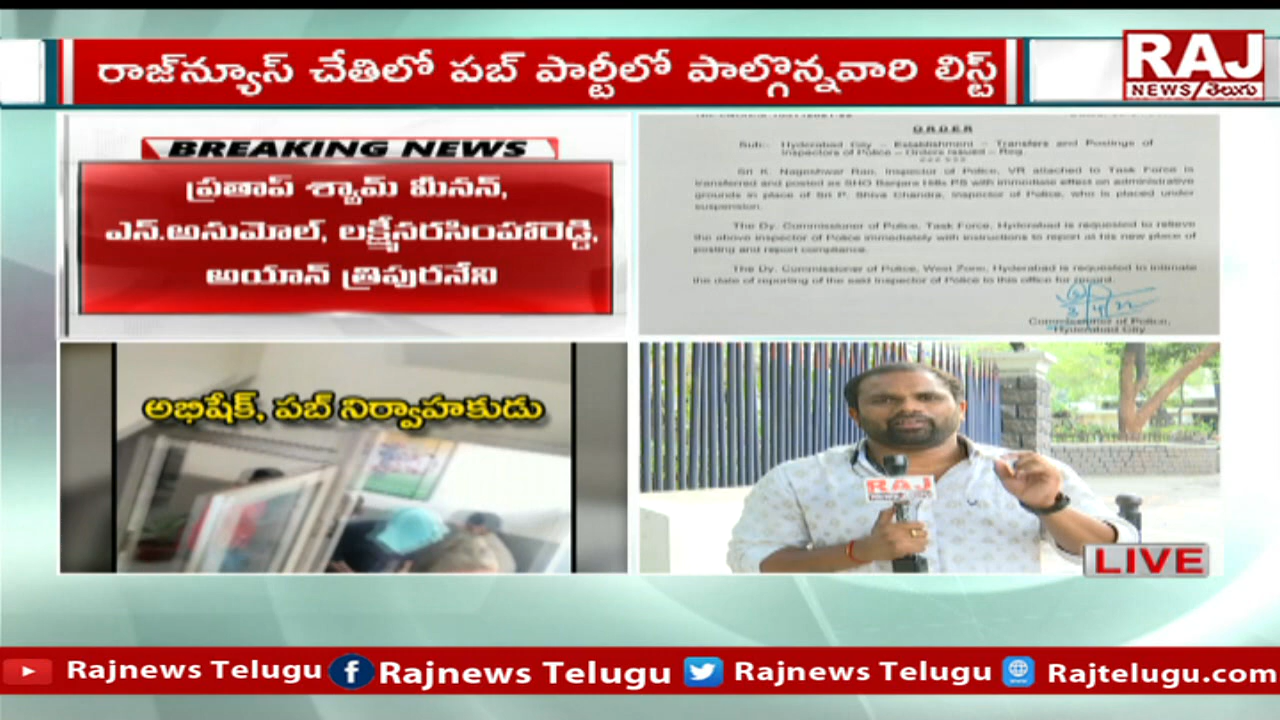 రాజ్‌న్యూస్ చేతిలో పబ్ పార్టీలో పాల్గొన్నవారి లిస్ట్
RAJ
NEWS తెలుగు
BREAKING NEWS
ప్రతాప్ శ్యామ్ మీనన్,
ఎస్.అనుమోల్, లక్ష్మీనరసింహారెడ్డి,
అయాన్ త్రిపురనేని
ORDER
Sub:- Hyderabad City – Establishment – Transfers and Postings of
Inspectors of Police – Orders issued – Reg.
Sri K. Nageshwar Rao, Inspector of Police, VR attached to Task Force is
transferred and posted as SHO Banjara Hills PS with immediate effect on administrative
grounds in place of Sri P. Shiva Chandra, Inspector of Police, who is placed under
suspension.
The Dy. Commissioner of Police, Task Force, Hyderabad is requested to relieve
the above Inspector of Police immediately with instructions to report at his new place of
posting and report compliance.
The Dy. Commissioner of Police, West Zone, Hyderabad is requested to intimate
the date of reporting of the said Inspector of Police to this office for record.
Commissioner of Police,
Hyderabad City
అభిషేక్, పబ్ నిర్వాహకుడు
RAJ
LIVE
Rajnews Telugu Rajnews Telugu Rajnews Telugu Rajtelugu.com